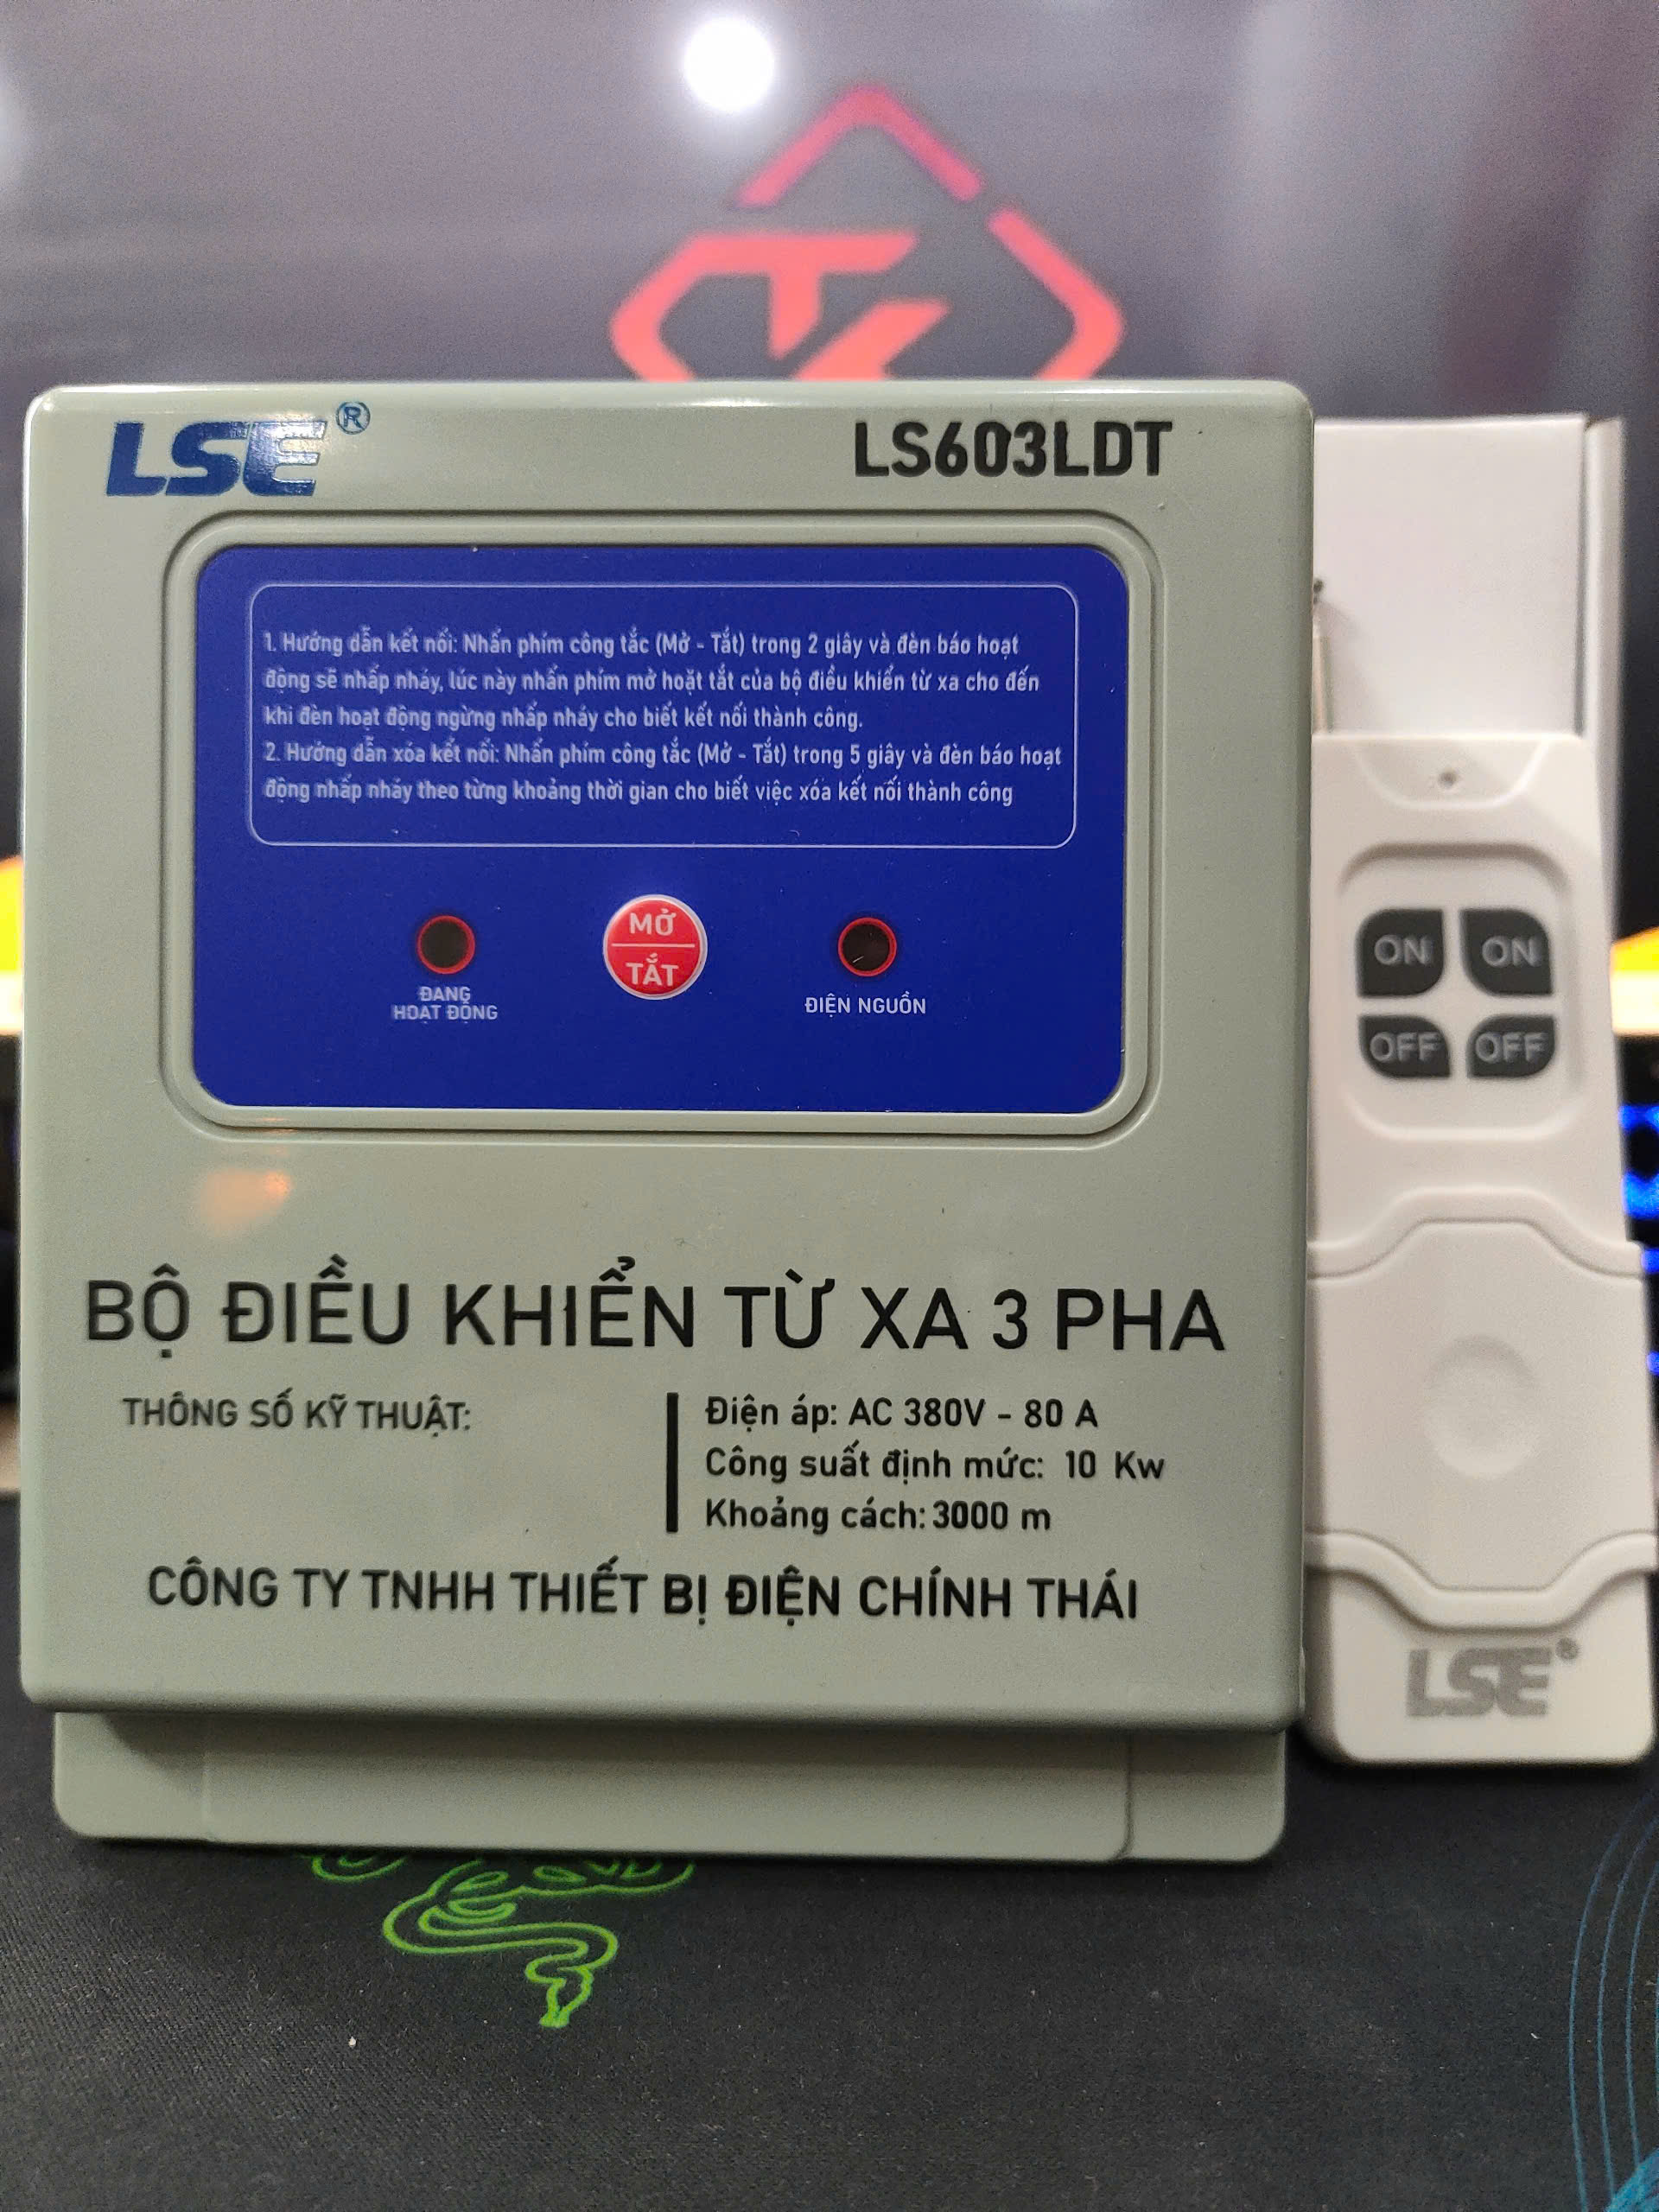 LSE®
LS603LDT
1. Hướng dẫn kết nối: Nhấn phím công tắc (Mở - Tắt) trong 2 giây và đèn báo hoạt
động sẽ nhấp nháy, lúc này nhấn phím mở hoặt tắt của bộ điều khiển từ xa cho đến
khi đèn hoạt động ngừng nhấp nháy cho biết kết nối thành công.
2. Hướng dẫn xóa kết nối: Nhấn phím công tắc (Mở - Tắt) trong 5 giây và đèn báo hoạt
động nhấp nháy theo từng khoảng thời gian cho biết việc xóa kết nối thành công
MỞ
TẮT
ĐANG
HOẠT ĐỘNG
ĐIỆN NGUỒN
BỘ ĐIỀU KHIỂN TỪ XA 3 PHA
THÔNG SỐ KỸ THUẬT:
Điện áp: AC 380V - 80 A
Công suất định mức: 10 Kw
Khoảng cách: 3000 m
CÔNG TY TNHH THIẾT BỊ ĐIỆN CHÍNH THÁI
ON ON
OFF OFF
LSE®